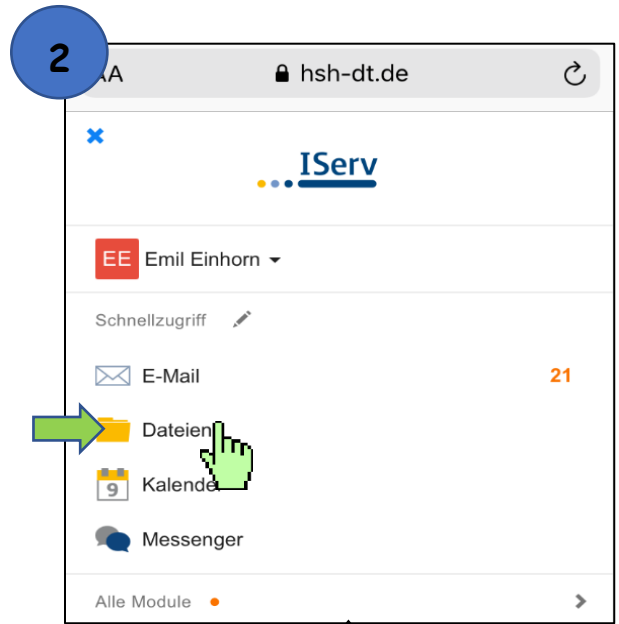 2
AA
hsh-dt.de
IServ
EE Emil Einhorn
Schnellzugriff
E-Mail 21
Dateien
9 Kalender
Messenger
Alle Module